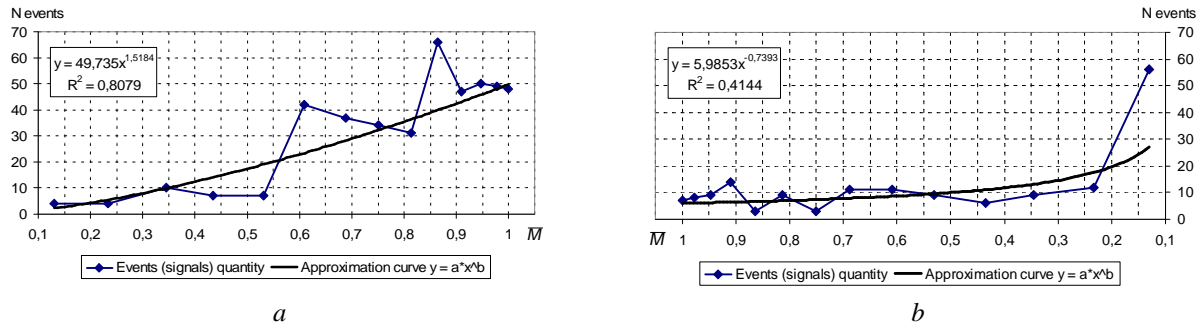 N events
70
60
50
40
30
20
10
0
y = 49,735x^1,5184
R^2 = 0,8079
0,1 0,2 0,3 0,4 0,5 0,6 0,7 0,8 0,9 1 M̅
Events (signals) quantity Approximation curve y = a*x^b
a
N events
70
60
50
40
30
20
10
0
y = 5,9853x^-0,7393
R^2 = 0,4144
M̅ 1 0,9 0,8 0,7 0,6 0,5 0,4 0,3 0,2 0,1
Events (signals) quantity Approximation curve y = a*x^b
b